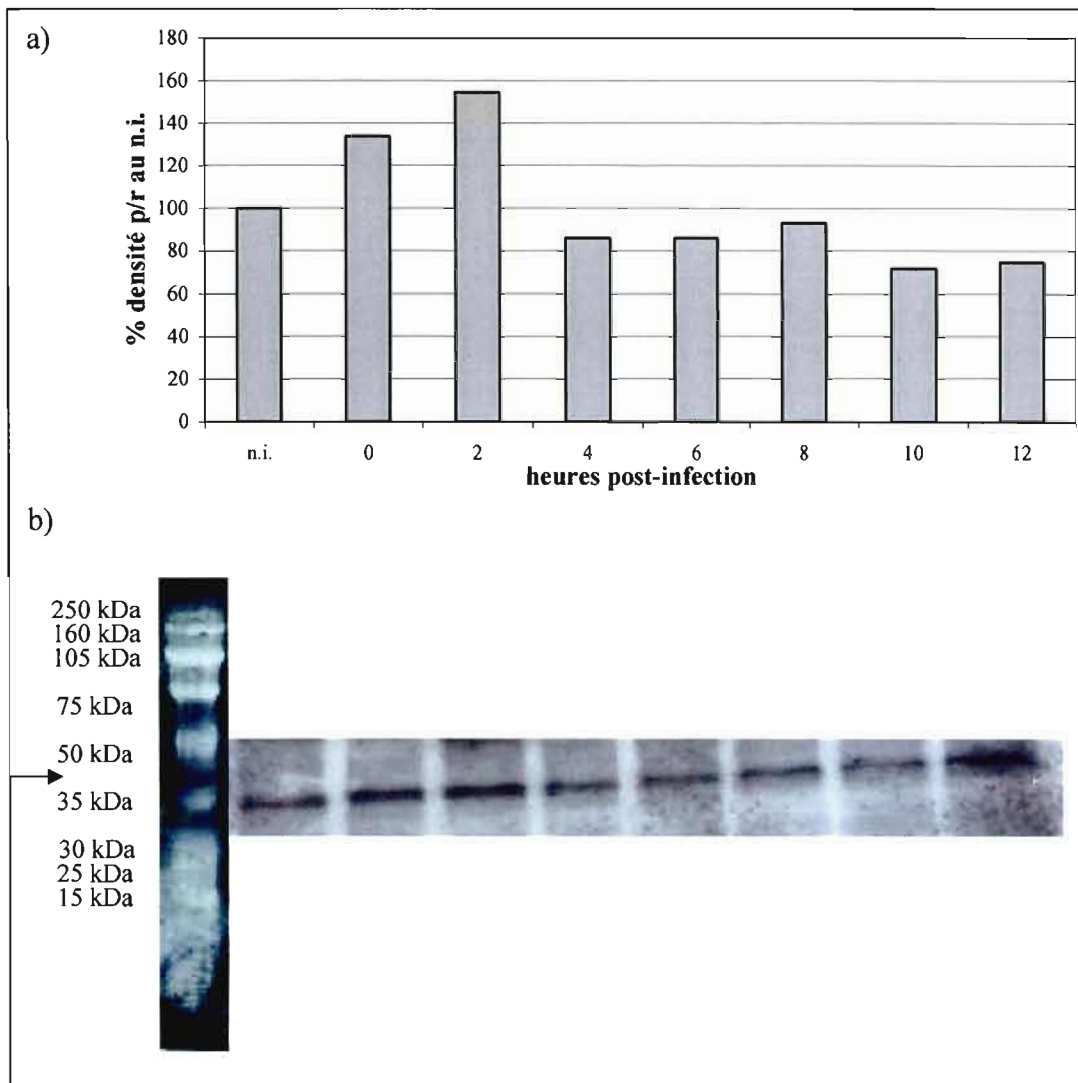 a)
180
160
140
120
100
80
60
40
20
0
% densité p/r au n.i.
n.i. 0 2 4 6 8 10 12
heures post-infection
b)
250 kDa
160 kDa
105 kDa
75 kDa
50 kDa
35 kDa
30 kDa
25 kDa
15 kDa